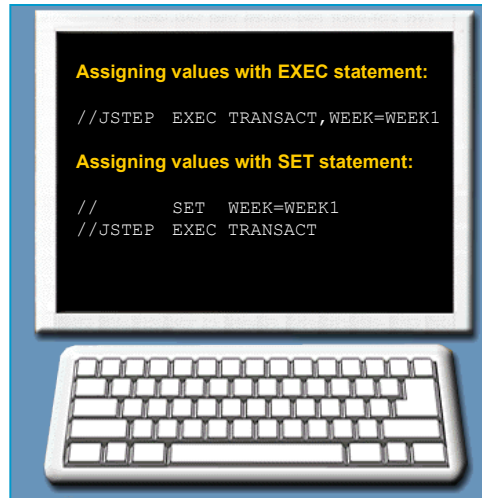 Assigning values with EXEC statement:
//JSTEP EXEC TRANSACT,WEEK=WEEK1
Assigning values with SET statement:
// SET WEEK=WEEK1
//JSTEP EXEC TRANSACT